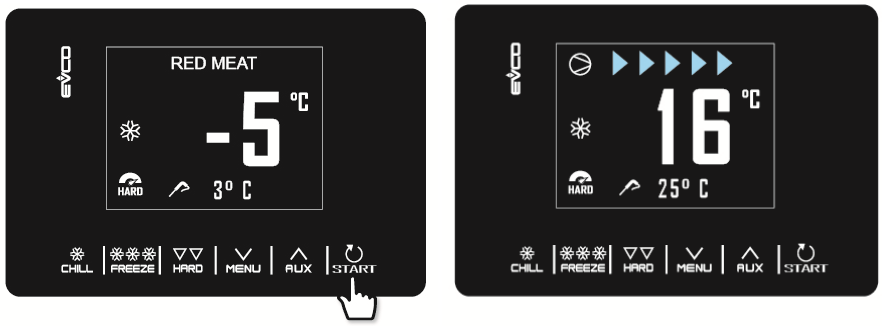 EVCO
RED MEAT
-5 °C
HARD
3° C
CHILL FREEZE HARD MENU AUX START
EVCO
16 °C
HARD
25° C
CHILL FREEZE HARD MENU AUX START